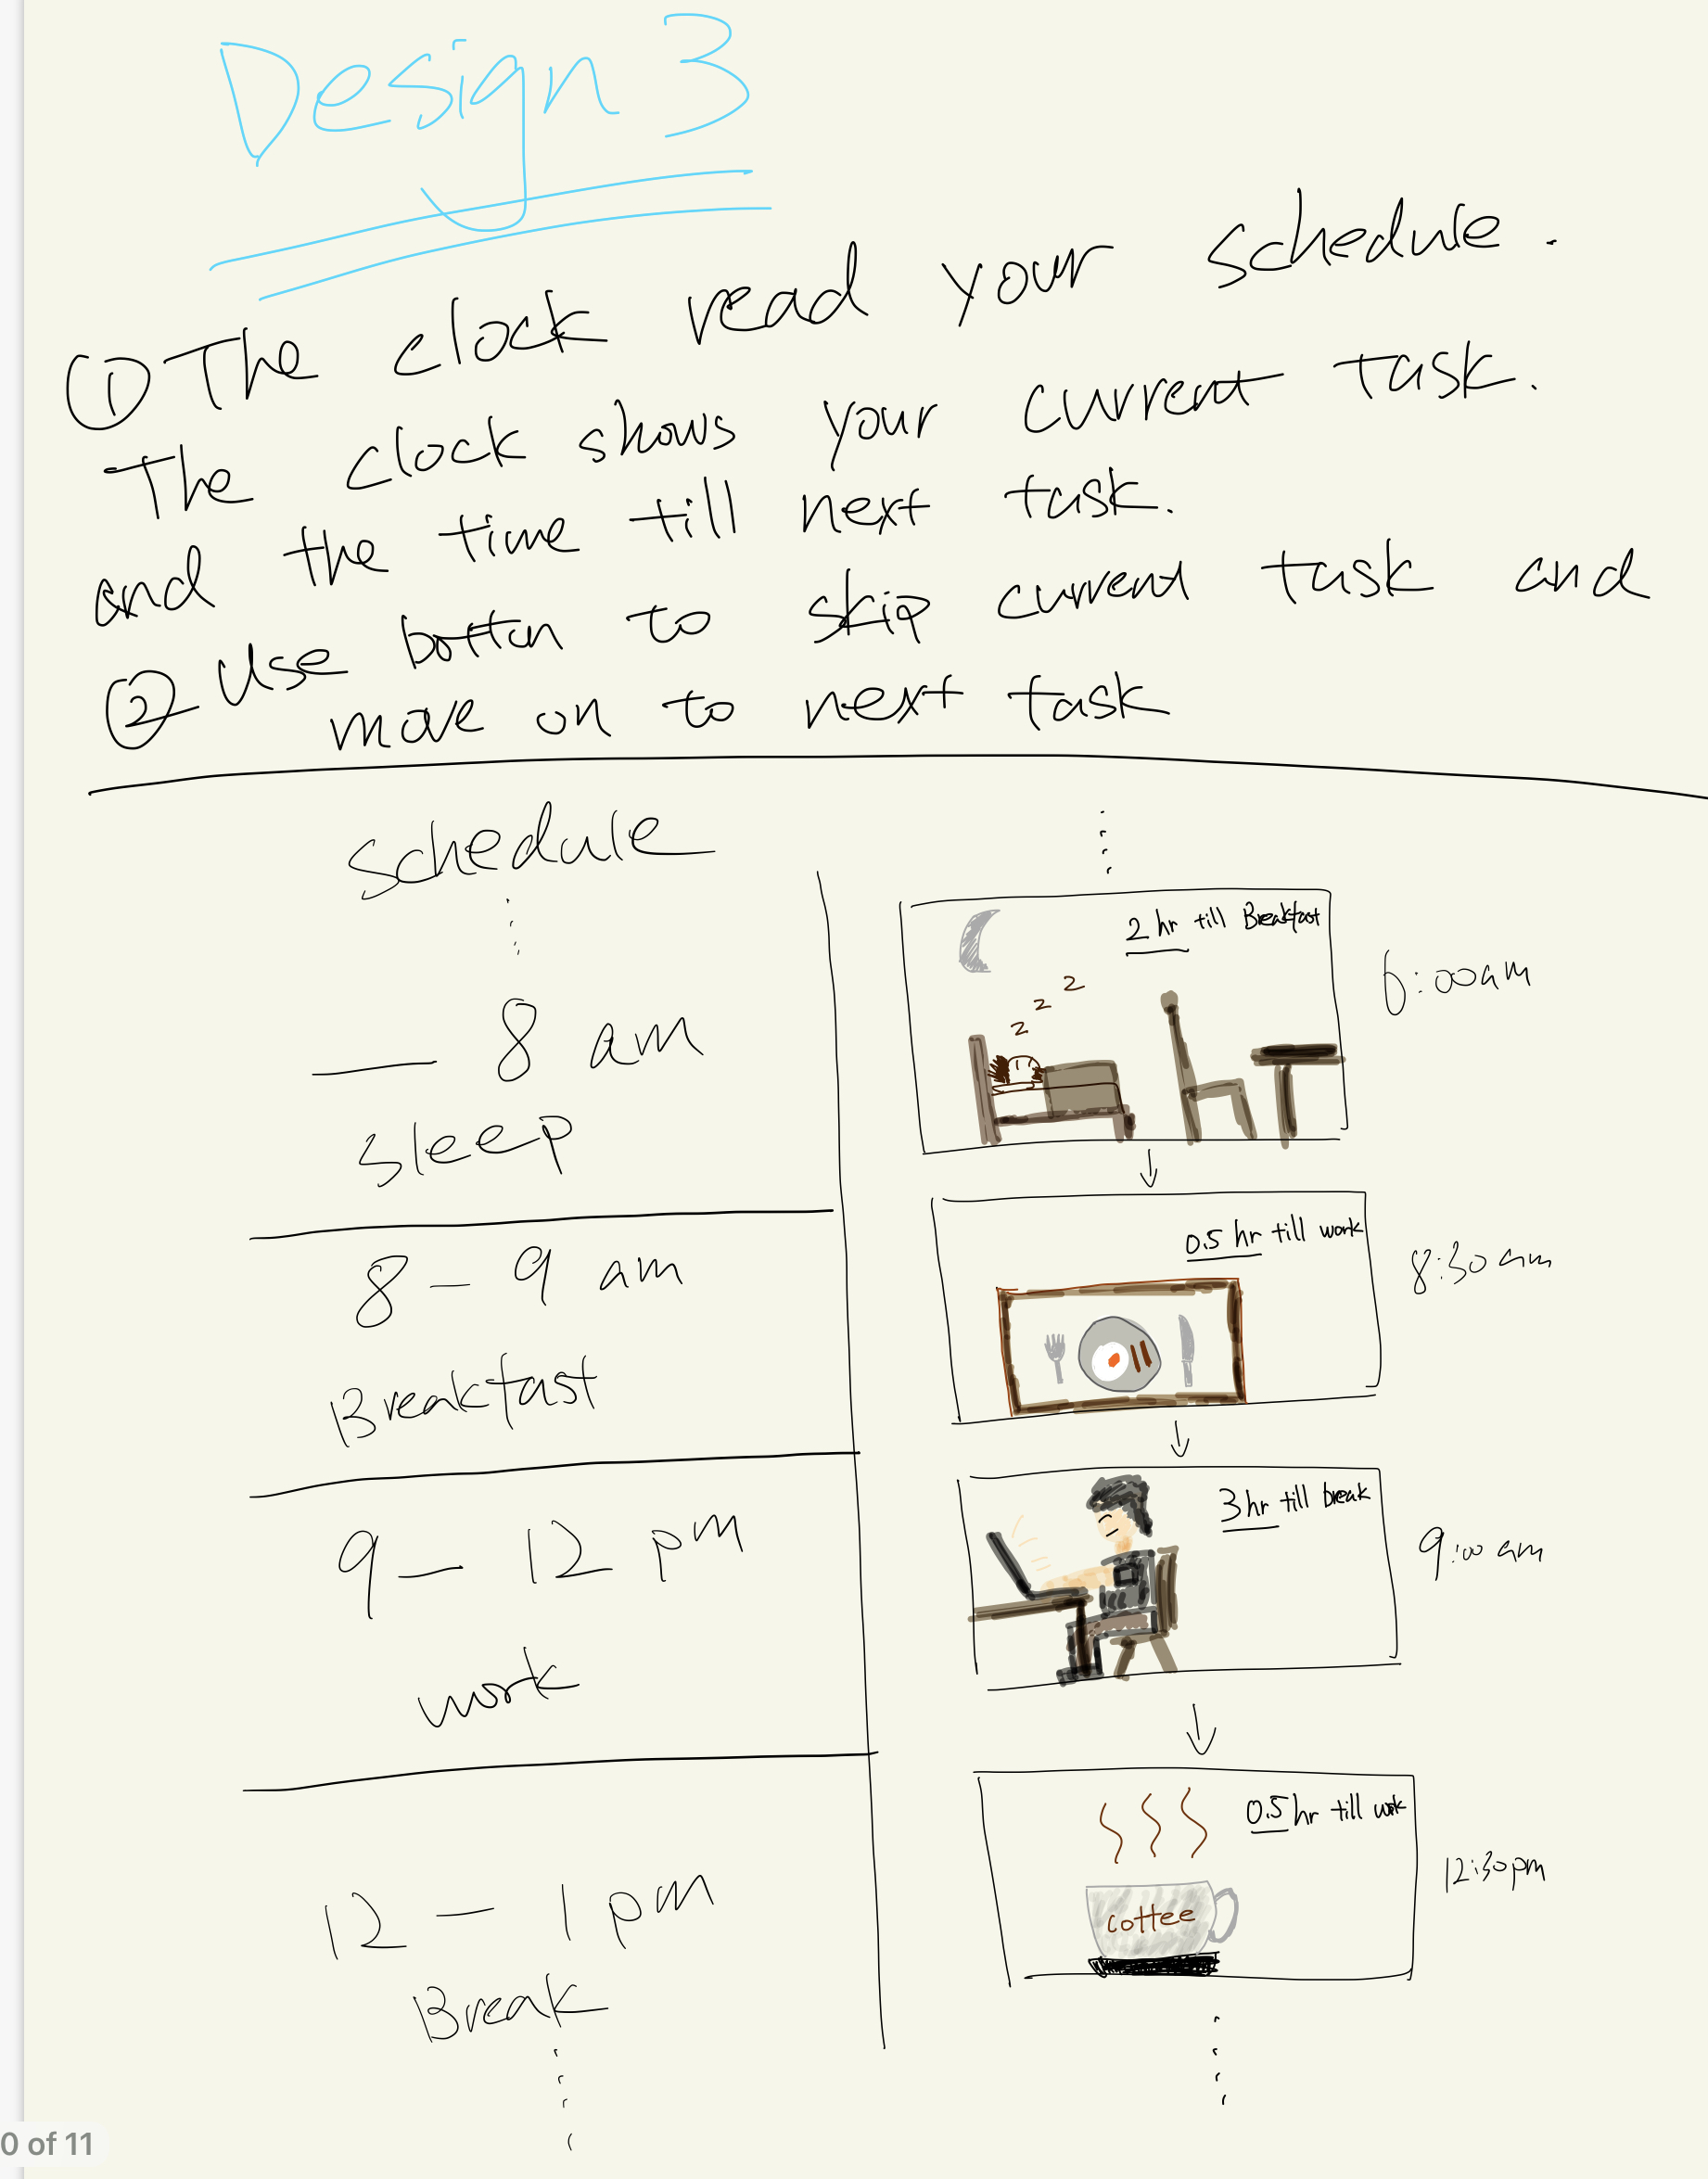 Design 3
① The clock read your schedule.
The clock shows your current task.
and the time till next task.
② Use botton to skip current task and
move on to next task
schedule
— 8 am
sleep
8 – 9 am
Breakfast
9 – 12 pm
work
12 – 1 pm
Break
2 hr till Breakfast
z z z
6:00am
0.5 hr till work
8:30 am
3 hr till break
9:00 am
0.5 hr till work
coffee
12:30pm
0 of 11